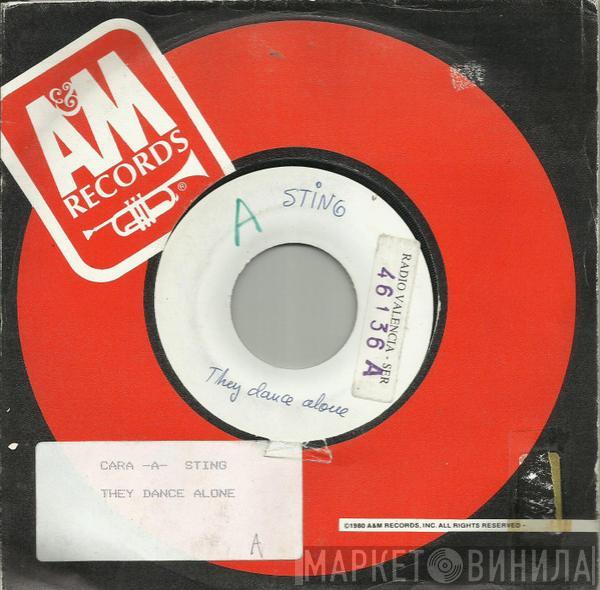 A&M
RECORDS
®
A STING
RADIO VALENCIA - SER
46136A
They dance alone
CARA -A- STING
THEY DANCE ALONE
A
©1980 A&M RECORDS, INC. ALL RIGHTS RESERVED -
МАРКЕТ ВИНИЛА